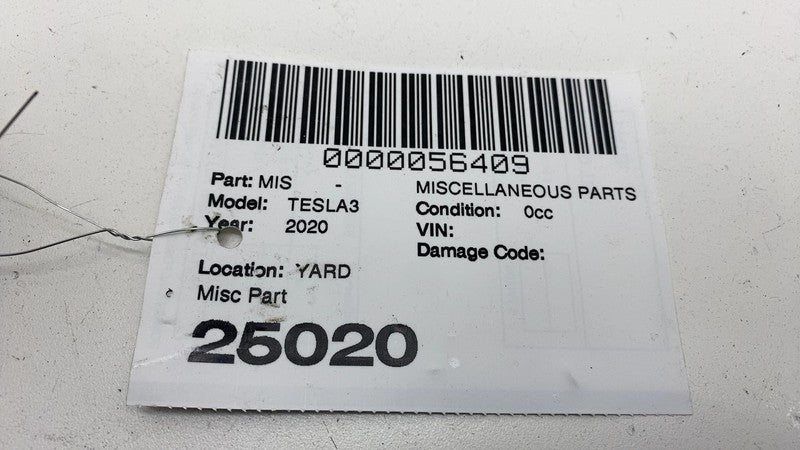 0000056409
Part: MIS - MISCELLANEOUS PARTS
Model: TESLA3 Condition: 0cc
Year: 2020 VIN:
Damage Code:
Location: YARD
Misc Part
25020